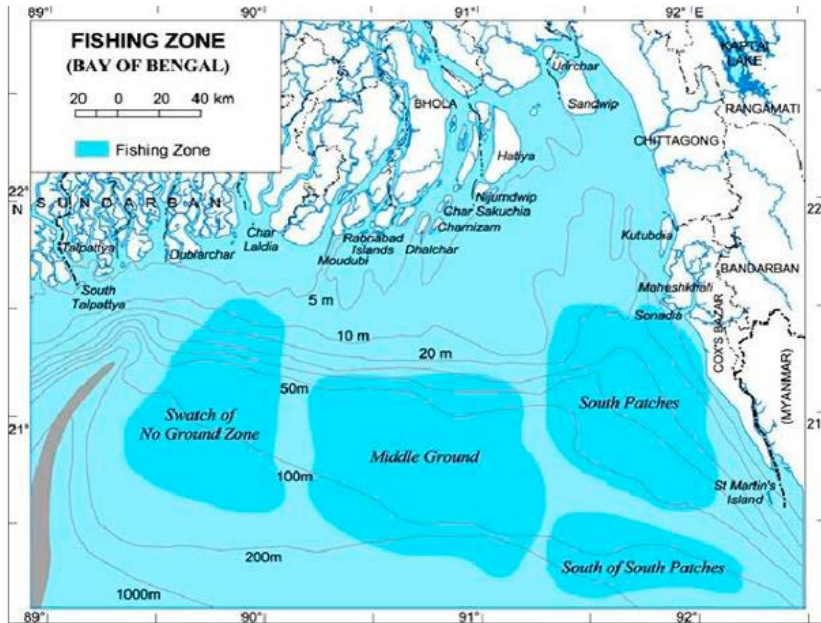 89°
90°
91°
92°
E
FISHING ZONE
(BAY OF BENGAL)
20 0 20 40 km
Fishing Zone
KAPTAI
LAKE
RANGAMATI
Urirchar
Sandwip
BHOLA
CHITTAGONG
Hatiya
22°
N
22
SUNDARBAN
Nijumdwip
Char Sakuchia
Charnizam
Char
Laldia
Rabnabad
Islands
Dhalchar
Moudubi
Kutubdia
Talpattya
Dublarchar
BANDARBAN
South
Talpattya
Maheshkhali
Sonadia
COX'S BAZAR
(MYANMAR)
5 m
10 m
20 m
50m
Swatch of
No Ground Zone
South Patches
21°
21
Middle Ground
100m
St Martin's
Island
200m
South of South Patches
1000m
89°
90°
91°
92°